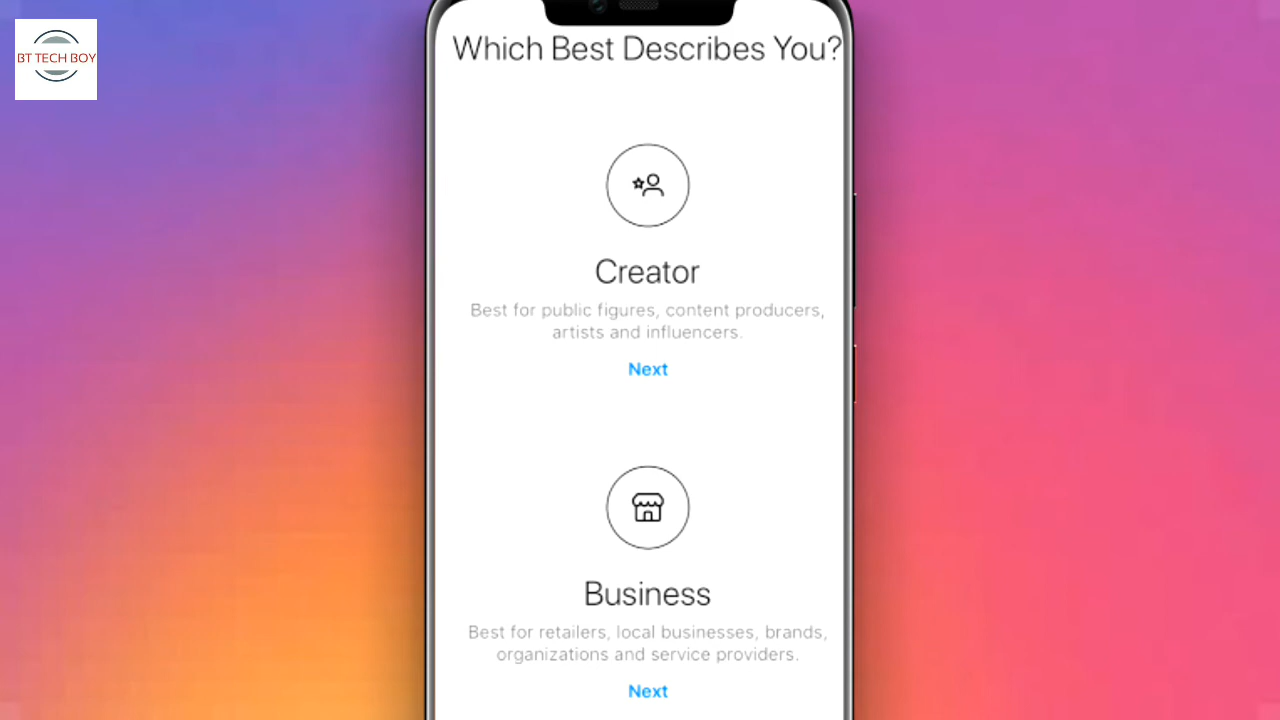 BT TECH BOY
Which Best Describes You?
Creator
Best for public figures, content producers,
artists and influencers.
Next
Business
Best for retailers, local businesses, brands,
organizations and service providers.
Next